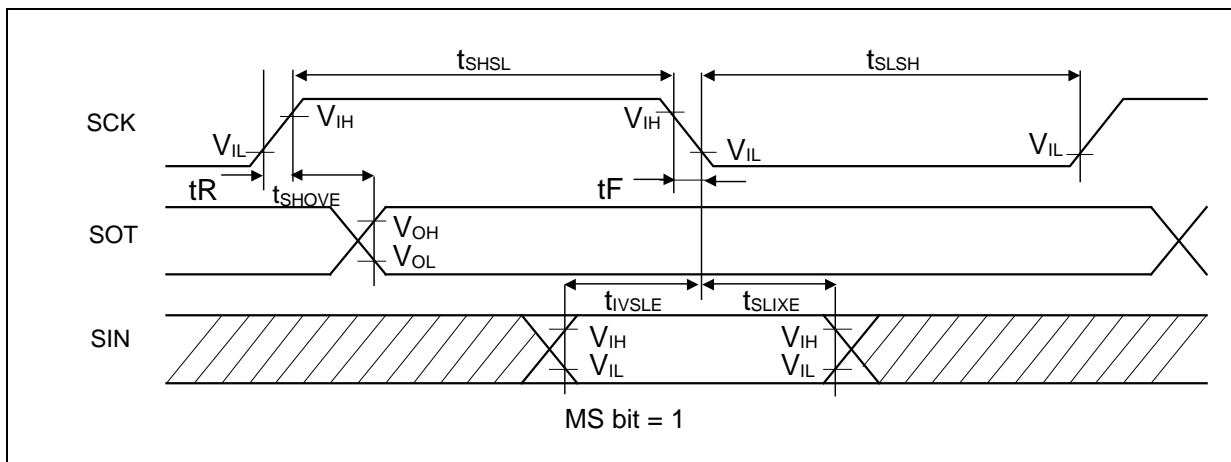 tSHSL
tSLSH
SCK
VIH
VIH
VIL
VIL
VIL
tR
tSHOVE
tF
SOT
VOH
VOL
tIVSLE
tSLIXE
SIN
VIH
VIH
VIL
VIL
MS bit = 1